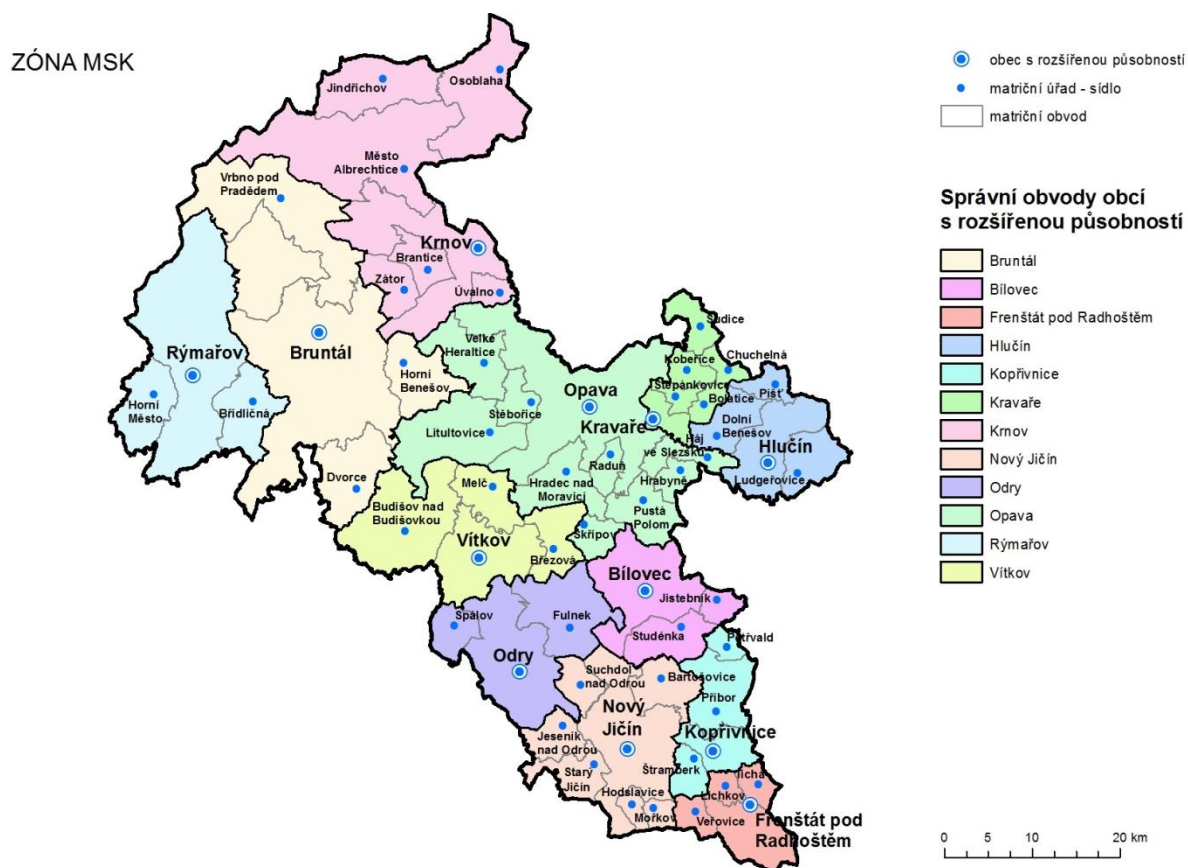 ZÓNA MSK
obec s rozšířenou působností
matriční úřad - sídlo
matriční obvod
Správní obvody obcí
s rozšířenou působností
Bruntál
Bílovec
Frenštát pod Radhoštěm
Hlučín
Kopřivnice
Kravaře
Krnov
Nový Jičín
Odry
Opava
Rýmařov
Vítkov
0 5 10 20 km
Osoblaha
Jindřichov
Město
Albrechtice
Vrbno pod
Pradědem
Krnov
Brantice
Zátor
Úvalno
Rýmařov
Bruntál
Horní
Město
Břidličná
Horní
Benešov
Dvorce
Velké
Heraltice
Stěbořice
Litultovice
Opava
Kravaře
Sudice
Kobeřice
Chuchelná
Štěpánkovice
Bolatice
Píšť
Dolní
Benešov
Hlučín
Ludgeřovice
Háj
ve Slezsku
Raduň
Hrabyně
Hradec nad
Moravicí
Pustá
Polom
Skřipov
Melč
Budišov nad
Budišovkou
Vítkov
Březová
Bílovec
Jistebník
Studénka
Spálov
Fulnek
Odry
Petřvald
Suchdol
nad Odrou
Bartošovice
Příbor
Nový
Jičín
Kopřivnice
Jeseník
nad Odrou
Starý
Jičín
Štramberk
Hodslavice
Mořkov
Tichá
Lichkov
Veřovice
Frenštát pod
Radhoštěm